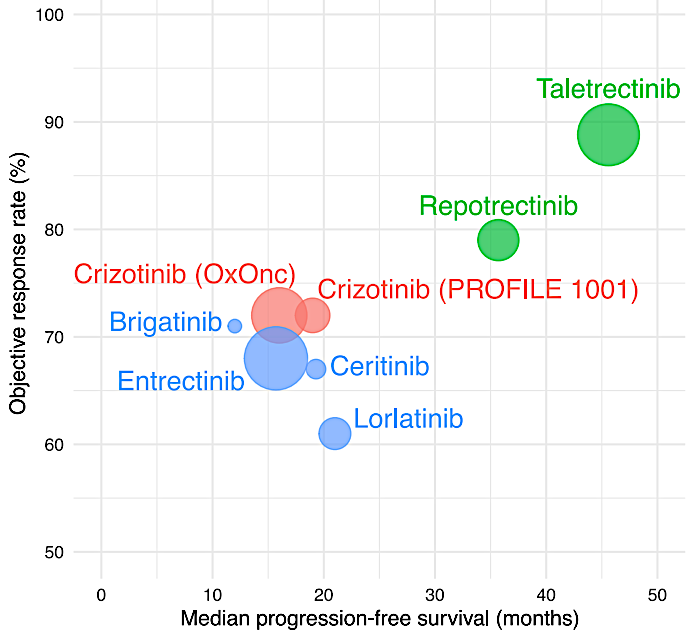 100
90
80
70
60
50
Objective response rate (%)
Taletrectinib
Repotrectinib
Crizotinib (OxOnc)
Crizotinib (PROFILE 1001)
Brigatinib
Ceritinib
Entrectinib
Lorlatinib
0 10 20 30 40 50
Median progression-free survival (months)